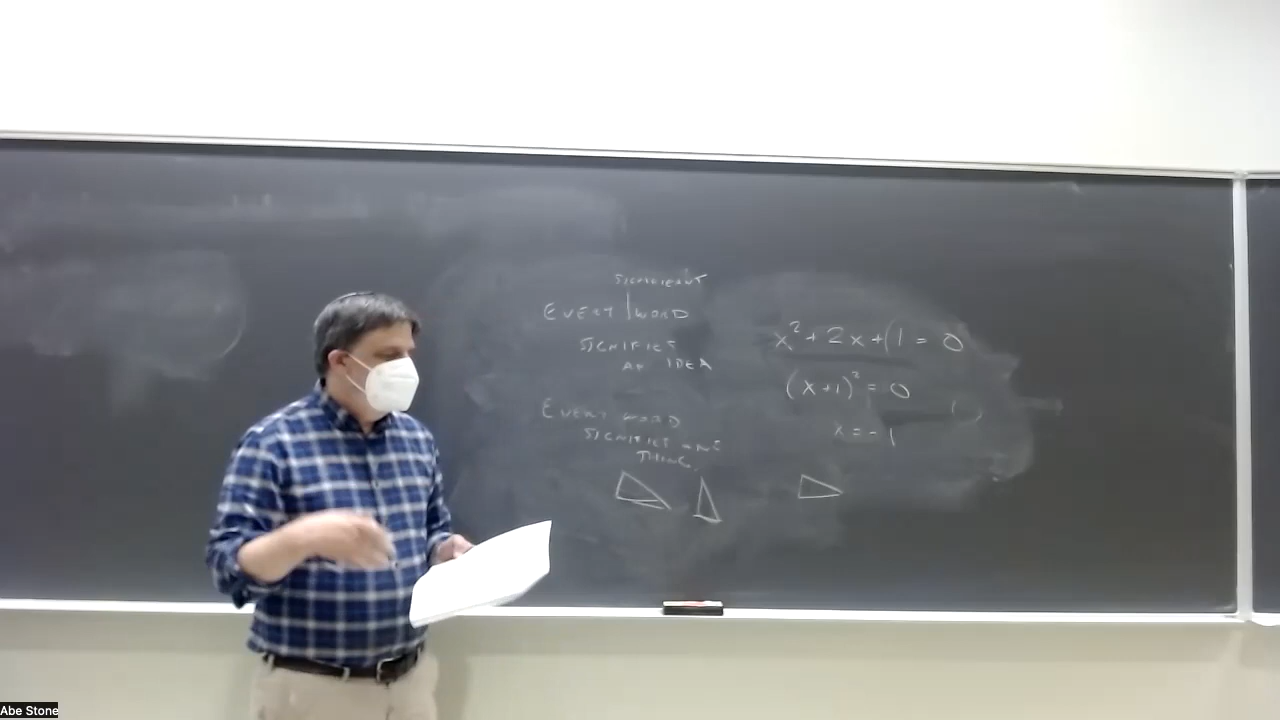 SIGNIFICANT
EVERY | WORD
SIGNIFIES
AN IDEA
EVERY WORD
SIGNIFIES ONE
THING.
x² + 2x + (1 = 0
(x+1)² = 0
x = -1
Abe Stone